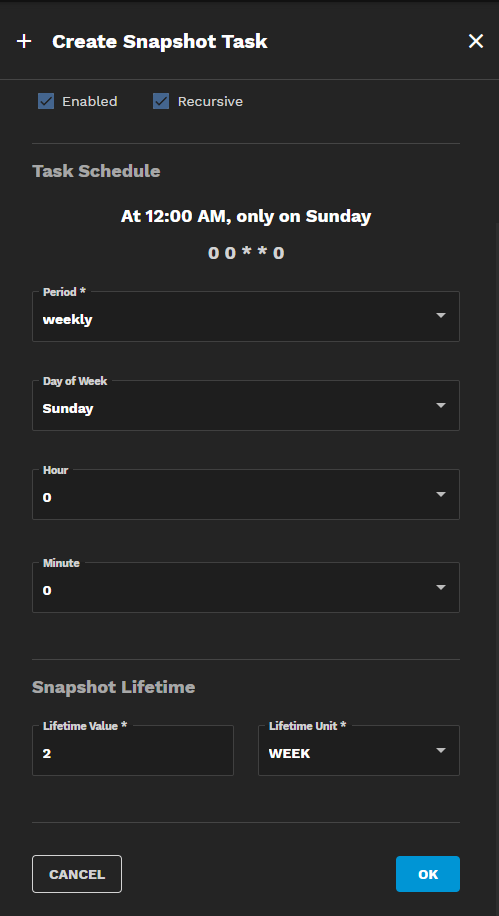 + Create Snapshot Task ✕
Enabled Recursive
Task Schedule
At 12:00 AM, only on Sunday
0 0 * * 0
Period *
weekly
Day of Week
Sunday
Hour
0
Minute
0
Snapshot Lifetime
Lifetime Value * Lifetime Unit *
2 WEEK
CANCEL OK